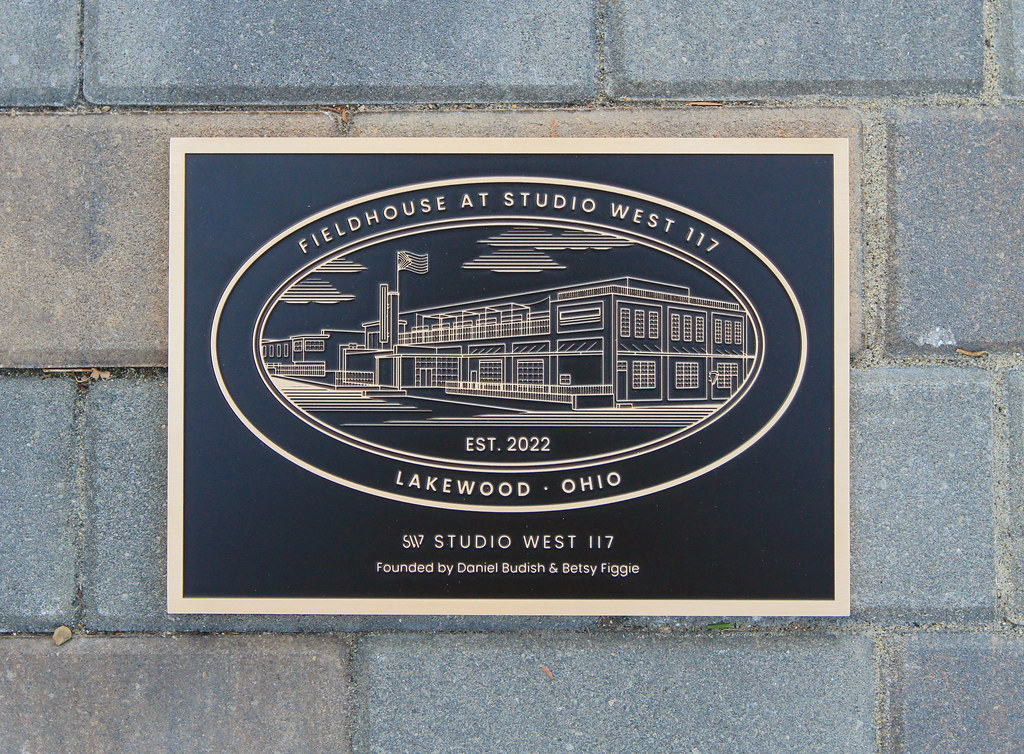 FIELDHOUSE AT STUDIO WEST 117
EST. 2022
LAKEWOOD · OHIO
SW STUDIO WEST 117
Founded by Daniel Budish & Betsy Figgie